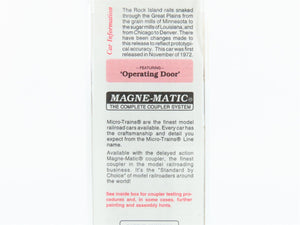 The Rock Island rails snaked
through the Great Plains from
the grain mills of Minnesota to
the sugar mills of Louisiana, and
from Chicago to Denver. There
have been changes made to
this release to reflect prototypi-
cal accuracy. This car was first
released in November of 1972.
Car Information
—FEATURING—
'Operating Door'
MAGNE-MATIC®
THE COMPLETE COUPLER SYSTEM
Micro-Trains® are the finest model
railroad cars available. Every car has
the craftsmanship and detail you
expect from the Micro-Trains® Line
name.
Available with the delayed action
Magne-Matic® coupler, the finest
coupler in the model railroading
business. It's the "Standard by
Choice" of model railroaders around
the world!
See inside box for coupler testing pro-
cedures and, in some cases, further
painting and assembly hints.